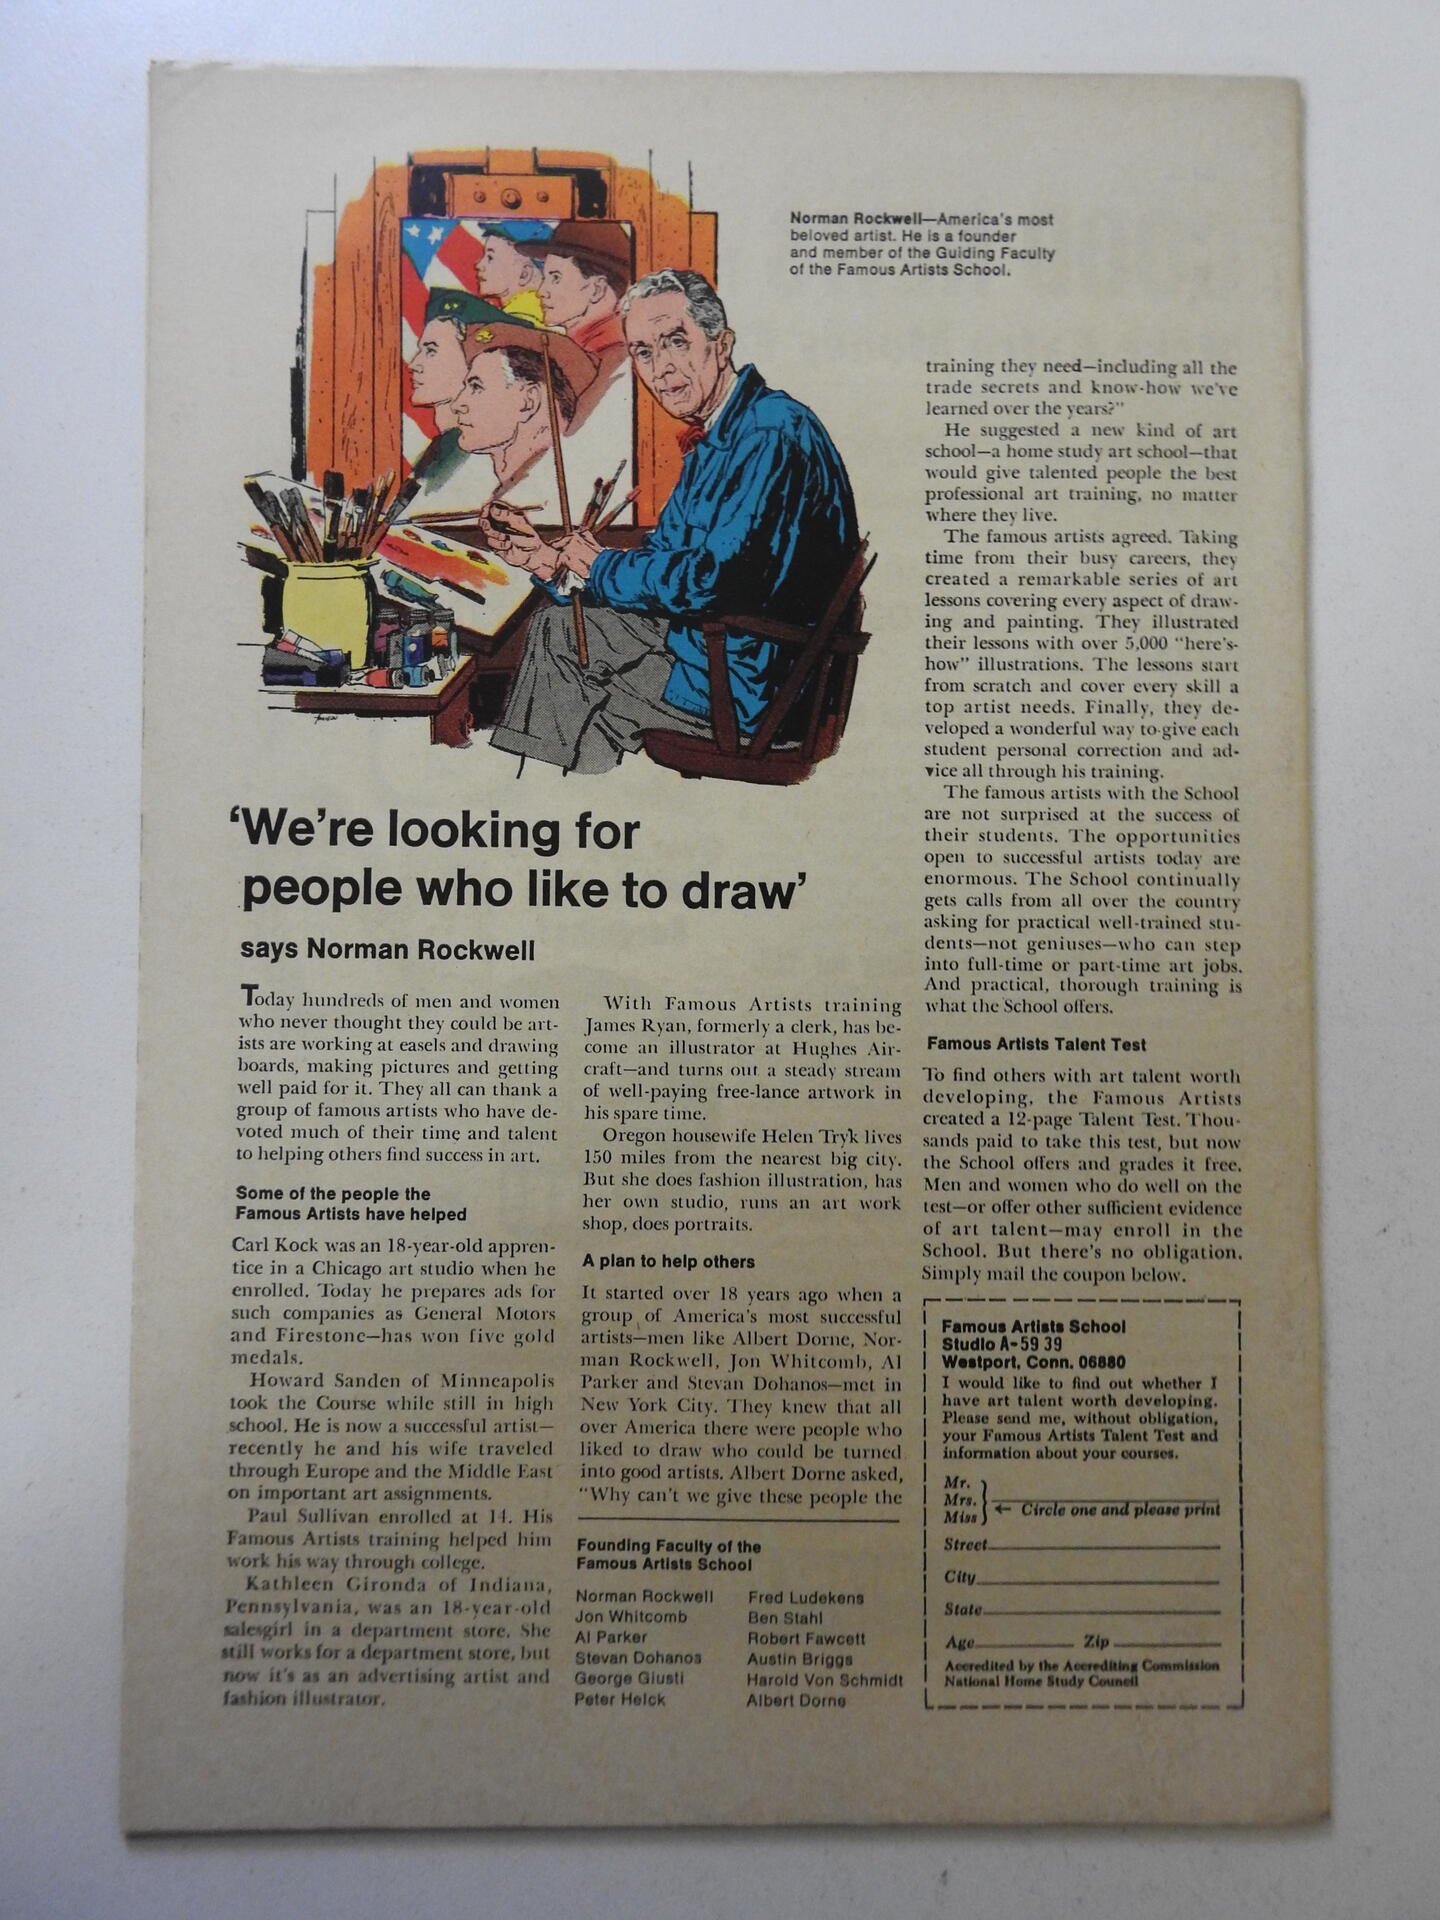 Norman Rockwell—America's most
beloved artist. He is a founder
and member of the Guiding Faculty
of the Famous Artists School.
'We're looking for
people who like to draw'
says Norman Rockwell
Today hundreds of men and women
who never thought they could be art-
ists are working at easels and drawing
boards, making pictures and getting
well paid for it. They all can thank a
group of famous artists who have de-
voted much of their time and talent
to helping others find success in art.
Some of the people the
Famous Artists have helped
Carl Kock was an 18-year-old appren-
tice in a Chicago art studio when he
enrolled. Today he prepares ads for
such companies as General Motors
and Firestone—has won five gold
medals.
Howard Sanden of Minneapolis
took the Course while still in high
school. He is now a successful artist—
recently he and his wife traveled
through Europe and the Middle East
on important art assignments.
Paul Sullivan enrolled at 14. His
Famous Artists training helped him
work his way through college.
Kathleen Gironda of Indiana,
Pennsylvania, was an 18-year-old
salesgirl in a department store. She
still works for a department store, but
now it's as an advertising artist and
fashion illustrator.
With Famous Artists training
James Ryan, formerly a clerk, has be-
come an illustrator at Hughes Air-
craft—and turns out a steady stream
of well-paying free-lance artwork in
his spare time.
Oregon housewife Helen Tryk lives
150 miles from the nearest big city.
But she does fashion illustration, has
her own studio, runs an art work
shop, does portraits.
A plan to help others
It started over 18 years ago when a
group of America's most successful
artists—men like Albert Dorne, Nor-
man Rockwell, Jon Whitcomb, Al
Parker and Stevan Dohanos—met in
New York City. They knew that all
over America there were people who
liked to draw who could be turned
into good artists. Albert Dorne asked,
"Why can't we give these people the
Founding Faculty of the
Famous Artists School
Norman Rockwell
Jon Whitcomb
Al Parker
Stevan Dohanos
George Giusti
Peter Helck
Fred Ludekens
Ben Stahl
Robert Fawcett
Austin Briggs
Harold Von Schmidt
Albert Dorne
training they need—including all the
trade secrets and know-how we've
learned over the years?"
He suggested a new kind of art
school—a home study art school—that
would give talented people the best
professional art training, no matter
where they live.
The famous artists agreed. Taking
time from their busy careers, they
created a remarkable series of art
lessons covering every aspect of draw-
ing and painting. They illustrated
their lessons with over 5,000 "here's-
how" illustrations. The lessons start
from scratch and cover every skill a
top artist needs. Finally, they de-
veloped a wonderful way to give each
student personal correction and ad-
vice all through his training.
The famous artists with the School
are not surprised at the success of
their students. The opportunities
open to successful artists today are
enormous. The School continually
gets calls from all over the country
asking for practical well-trained stu-
dents—not geniuses—who can step
into full-time or part-time art jobs.
And practical, thorough training is
what the School offers.
Famous Artists Talent Test
To find others with art talent worth
developing, the Famous Artists
created a 12-page Talent Test. Thou-
sands paid to take this test, but now
the School offers and grades it free.
Men and women who do well on the
test—or offer other sufficient evidence
of art talent—may enroll in the
School. But there's no obligation.
Simply mail the coupon below.
Famous Artists School
Studio A-5939
Westport, Conn. 06880
I would like to find out whether I
have art talent worth developing.
Please send me, without obligation,
your Famous Artists Talent Test and
information about your courses.
Mr.
Mrs.
Miss
← Circle one and please print
Street
City
State
Age Zip
Accredited by the Accrediting Commission
National Home Study Council